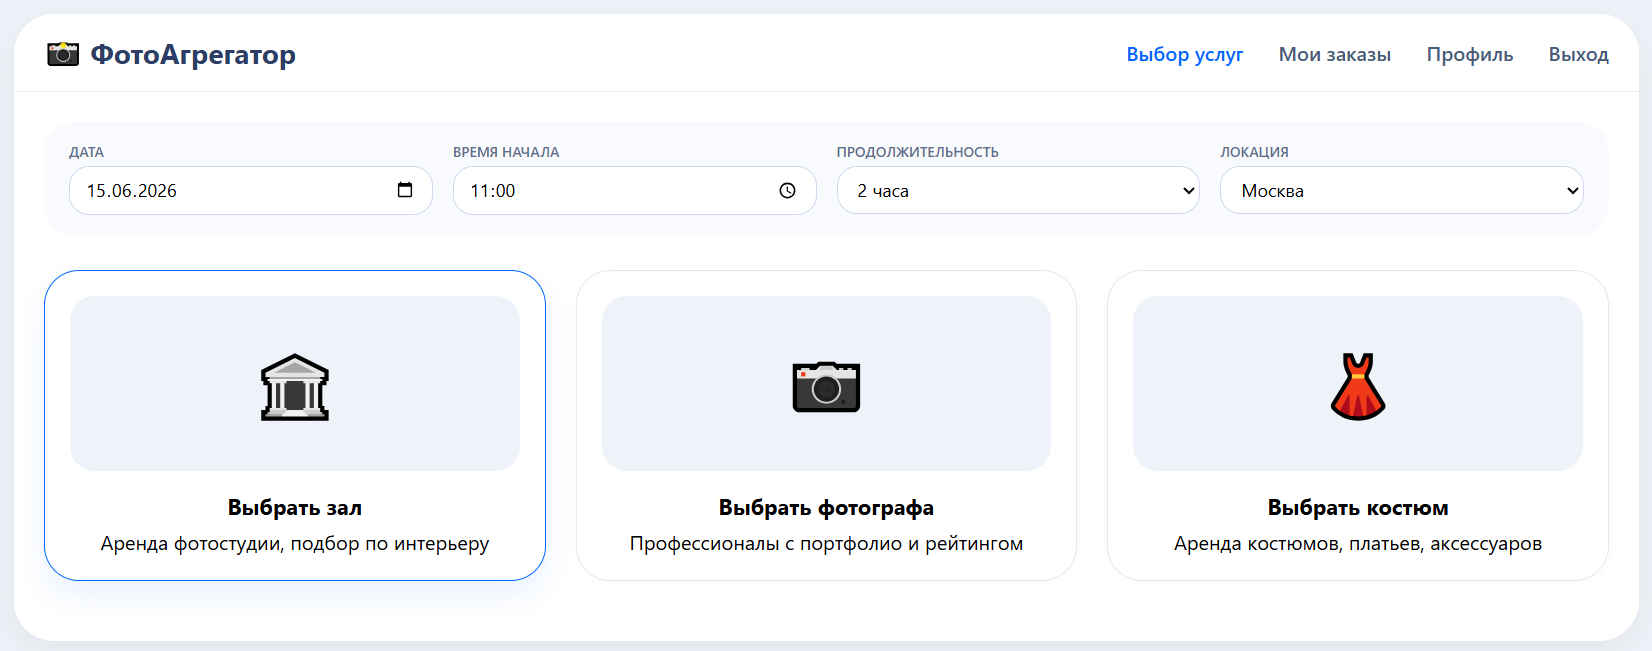 ФотоАгрегатор
Выбор услуг
Мои заказы
Профиль
Выход
ДАТА
ВРЕМЯ НАЧАЛА
ПРОДОЛЖИТЕЛЬНОСТЬ
ЛОКАЦИЯ
15.06.2026
11:00
2 часа
Москва
Выбрать зал
Аренда фотостудии, подбор по интерьеру
Выбрать фотографа
Профессионалы с портфолио и рейтингом
Выбрать костюм
Аренда костюмов, платьев, аксессуаров